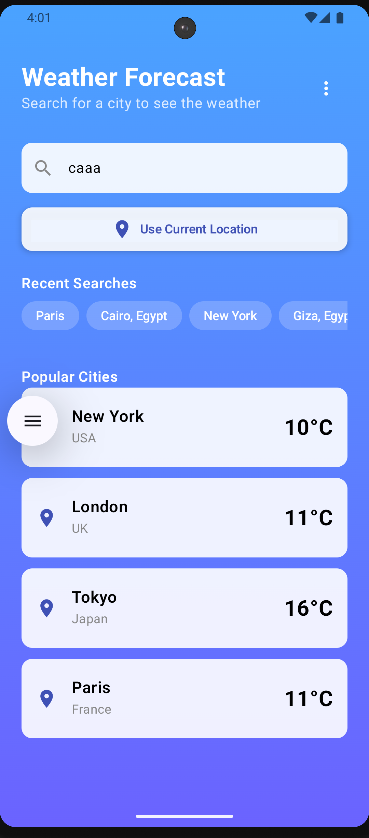 4:01
Weather Forecast
Search for a city to see the weather
caaa
Use Current Location
Recent Searches
Paris Cairo, Egypt New York Giza, Egyp
Popular Cities
New York
USA
10°C
London
UK
11°C
Tokyo
Japan
16°C
Paris
France
11°C